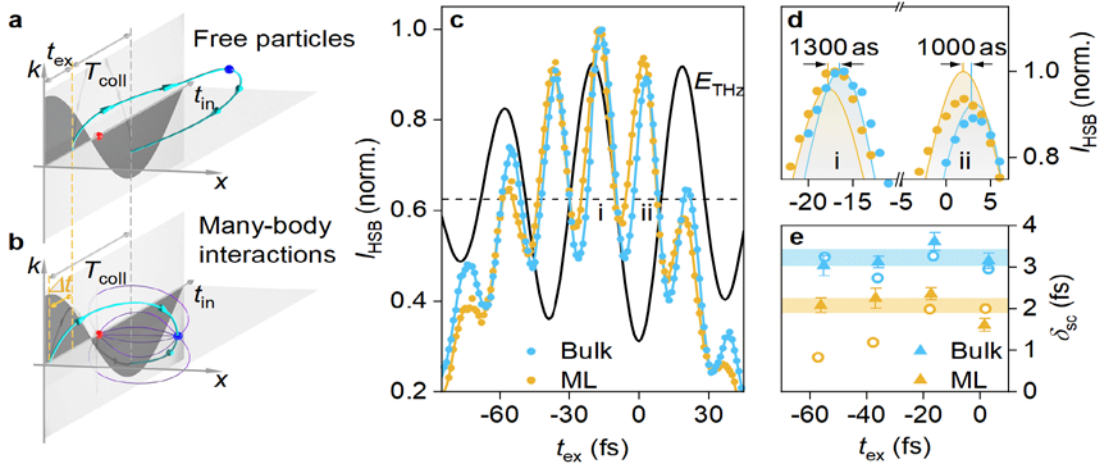 a
t_ex
T_coll
Free particles
k
t_in
x
b
Many-body
interactions
k
T_coll
Δt
t_in
x
c
I_HSB (norm.)
1.0
0.8
0.6
0.4
0.2
E_THz
i
ii
Bulk
ML
-60
-30
0
30
t_ex (fs)
d
1300 as
1000 as
i
ii
1.0
0.8
I_HSB (norm.)
-20
-15
-5
0
5
e
4
3
2
1
0
δ_sc (fs)
Bulk
ML
-60
-40
-20
0
t_ex (fs)